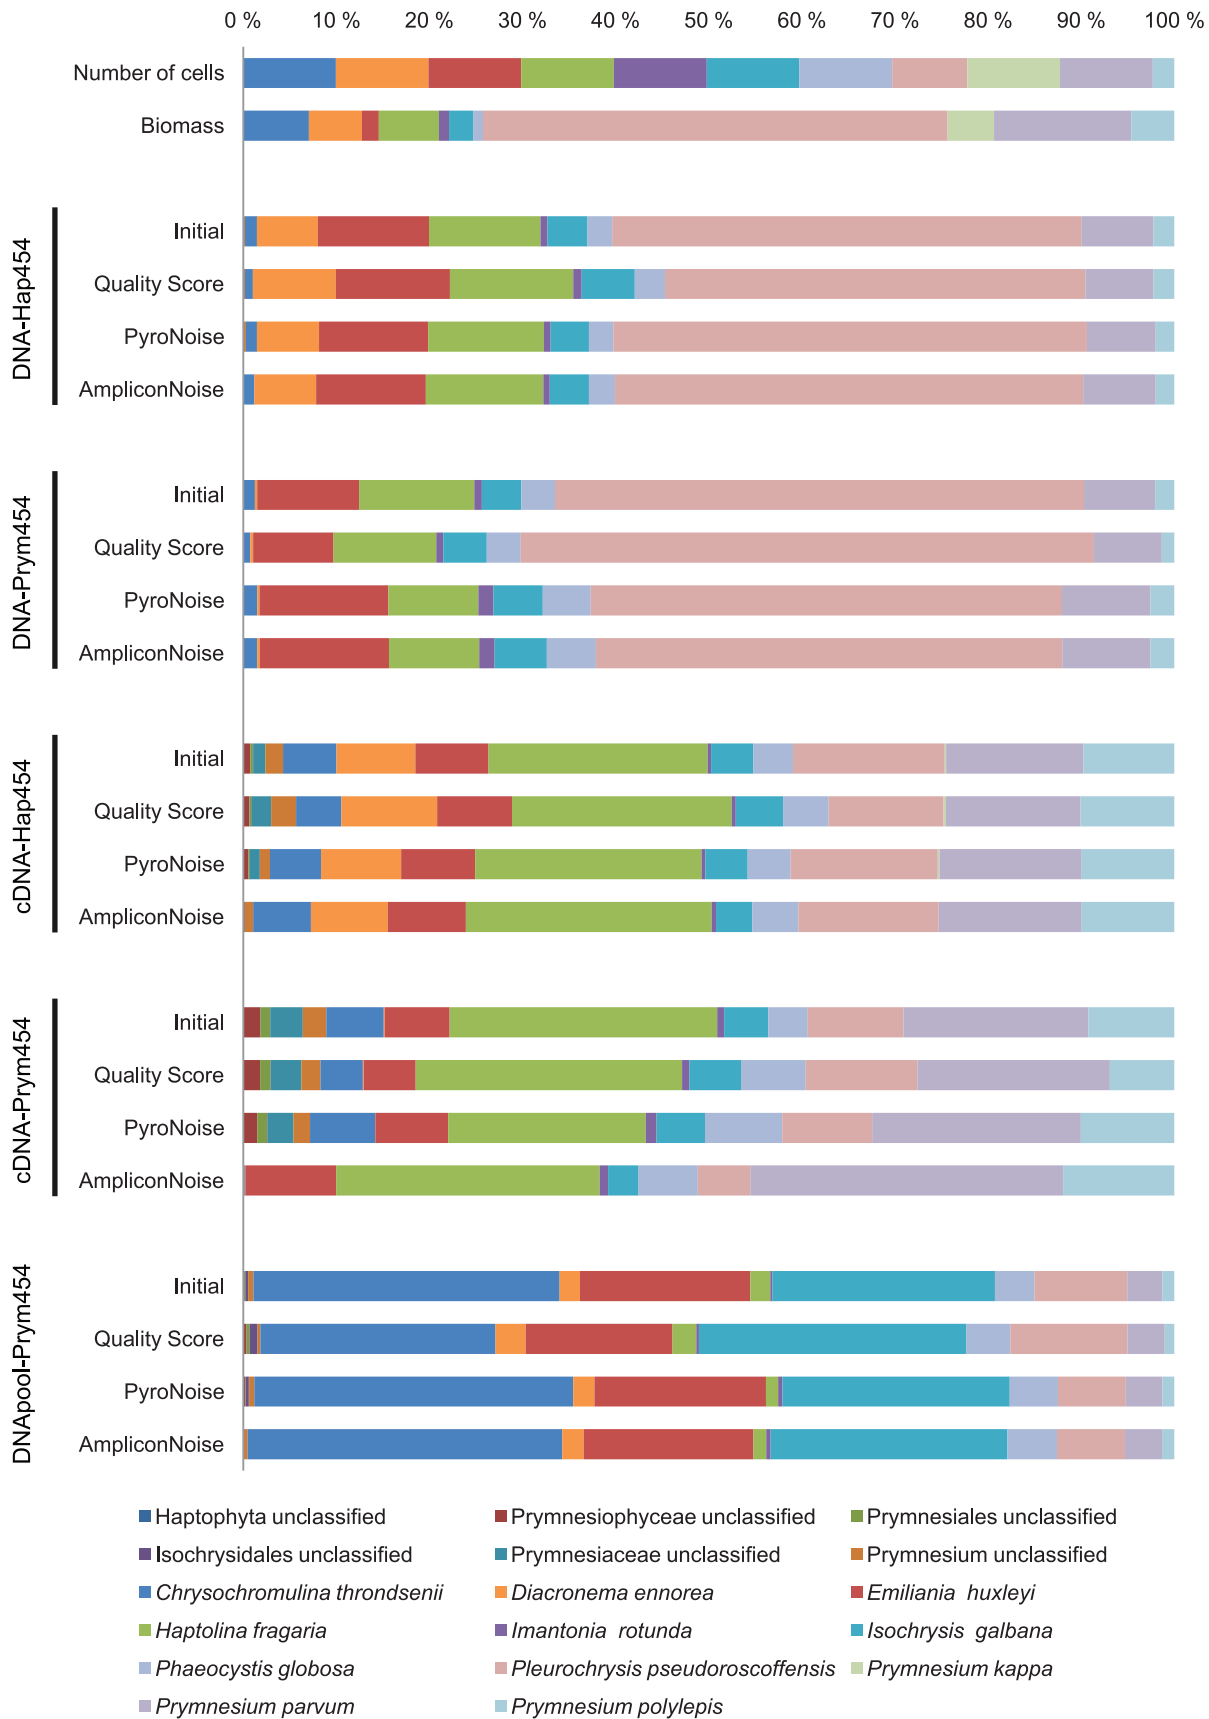 0 % 10 % 20 % 30 % 40 % 50 % 60 % 70 % 80 % 90 % 100 %
Number of cells
Biomass
DNA-Hap454
Initial
Quality Score
PyroNoise
AmpliconNoise
DNA-Prym454
Initial
Quality Score
PyroNoise
AmpliconNoise
cDNA-Hap454
Initial
Quality Score
PyroNoise
AmpliconNoise
cDNA-Prym454
Initial
Quality Score
PyroNoise
AmpliconNoise
DNApool-Prym454
Initial
Quality Score
PyroNoise
AmpliconNoise
Haptophyta unclassified Prymnesiophyceae unclassified Prymnesiales unclassified
Isochrysidales unclassified Prymnesiaceae unclassified Prymnesium unclassified
Chrysochromulina throndsenii Diacronema ennorea Emiliania huxleyi
Haptolina fragaria Imantonia rotunda Isochrysis galbana
Phaeocystis globosa Pleurochrysis pseudoroscoffensis Prymnesium kappa
Prymnesium parvum Prymnesium polylepis